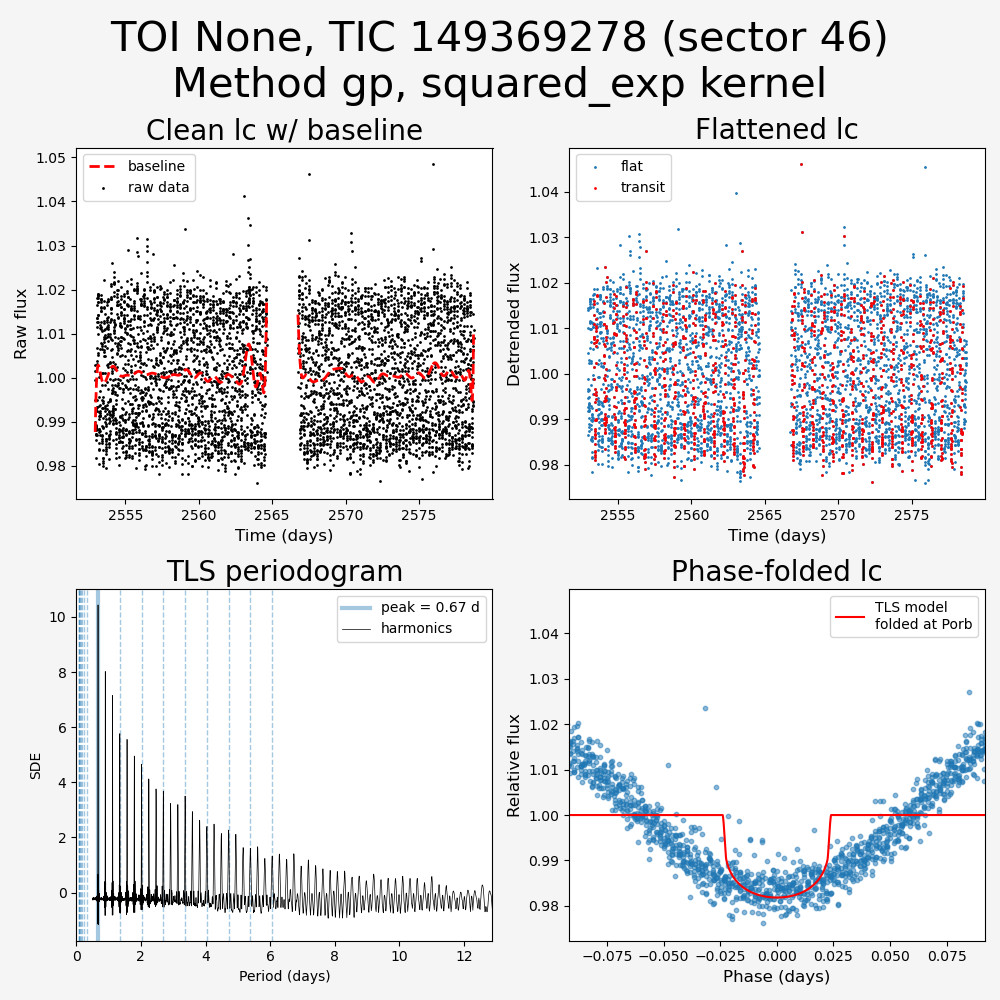 TOI None, TIC 149369278 (sector 46)
Method gp, squared_exp kernel
Clean lc w/ baseline
baseline
raw data
Raw flux
1.05
1.04
1.03
1.02
1.01
1.00
0.99
0.98
2555
2560
2565
2570
2575
Time (days)
Flattened lc
flat
transit
Detrended flux
1.04
1.03
1.02
1.01
1.00
0.99
0.98
2555
2560
2565
2570
2575
Time (days)
TLS periodogram
peak = 0.67 d
harmonics
SDE
10
8
6
4
2
0
0
2
4
6
8
10
12
Period (days)
Phase-folded lc
TLS model
folded at Porb
Relative flux
1.04
1.03
1.02
1.01
1.00
0.99
0.98
−0.075
−0.050
−0.025
0.000
0.025
0.050
0.075
Phase (days)